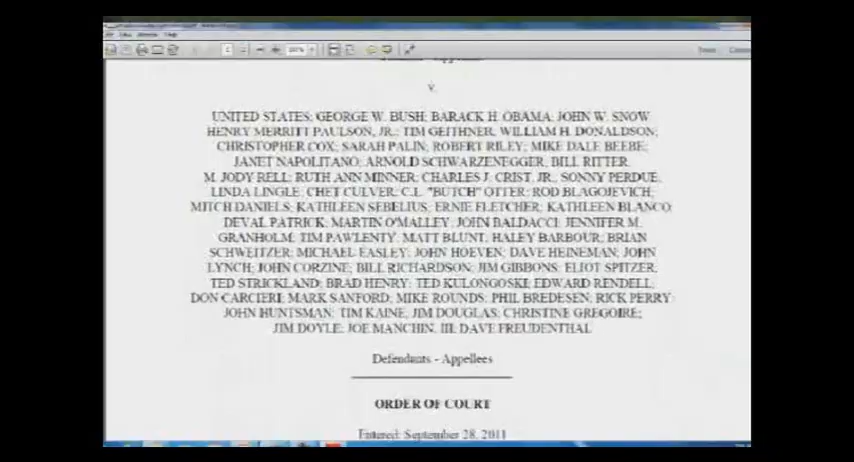 v.
UNITED STATES; GEORGE W. BUSH; BARACK H. OBAMA; JOHN W. SNOW
HENRY MERRITT PAULSON, JR.; TIM GEITHNER, WILLIAM H. DONALDSON;
CHRISTOPHER COX; SARAH PALIN; ROBERT RILEY; MIKE DALE BEEBE;
JANET NAPOLITANO; ARNOLD SCHWARZENEGGER, BILL RITTER
M. JODY RELL; RUTH ANN MINNER; CHARLES J. CRIST, JR., SONNY PERDUE,
LINDA LINGLE, CHET CULVER; C.L. "BUTCH" OTTER; ROD BLAGOJEVICH;
MITCH DANIELS; KATHLEEN SEBELIUS; ERNIE FLETCHER; KATHLEEN BLANCO;
DEVAL PATRICK; MARTIN O'MALLEY; JOHN BALDACCI; JENNIFER M.
GRANHOLM; TIM PAWLENTY; MATT BLUNT; HALEY BARBOUR; BRIAN
SCHWEITZER; MICHAEL EASLEY; JOHN HOEVEN; DAVE HEINEMAN; JOHN
LYNCH; JOHN CORZINE; BILL RICHARDSON; JIM GIBBONS; ELIOT SPITZER;
TED STRICKLAND; BRAD HENRY; TED KULONGOSKI; EDWARD RENDELL,
DON CARCIERI; MARK SANFORD; MIKE ROUNDS; PHIL BREDESEN; RICK PERRY;
JOHN HUNTSMAN; TIM KAINE; JIM DOUGLAS; CHRISTINE GREGOIRE;
JIM DOYLE; JOE MANCHIN, III; DAVE FREUDENTHAL
Defendants - Appellees
ORDER OF COURT
Entered: September 28, 2011